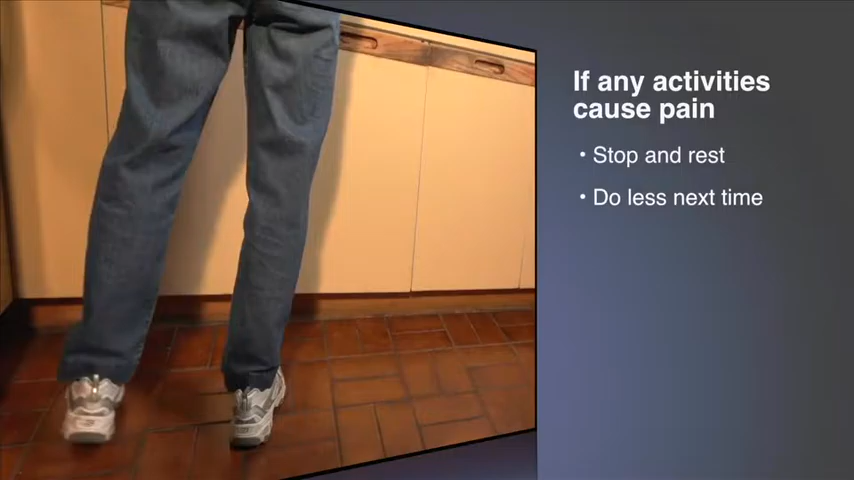 If any activities
cause pain
• Stop and rest
• Do less next time